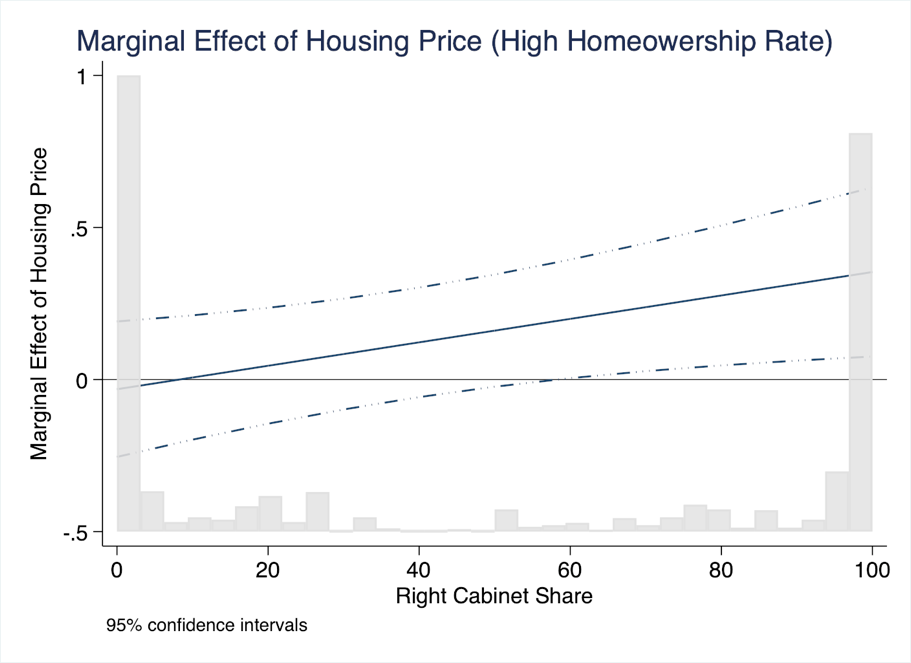 Marginal Effect of Housing Price (High Homeowership Rate)
Marginal Effect of Housing Price
1
.5
0
-.5
0 20 40 60 80 100
Right Cabinet Share
95% confidence intervals